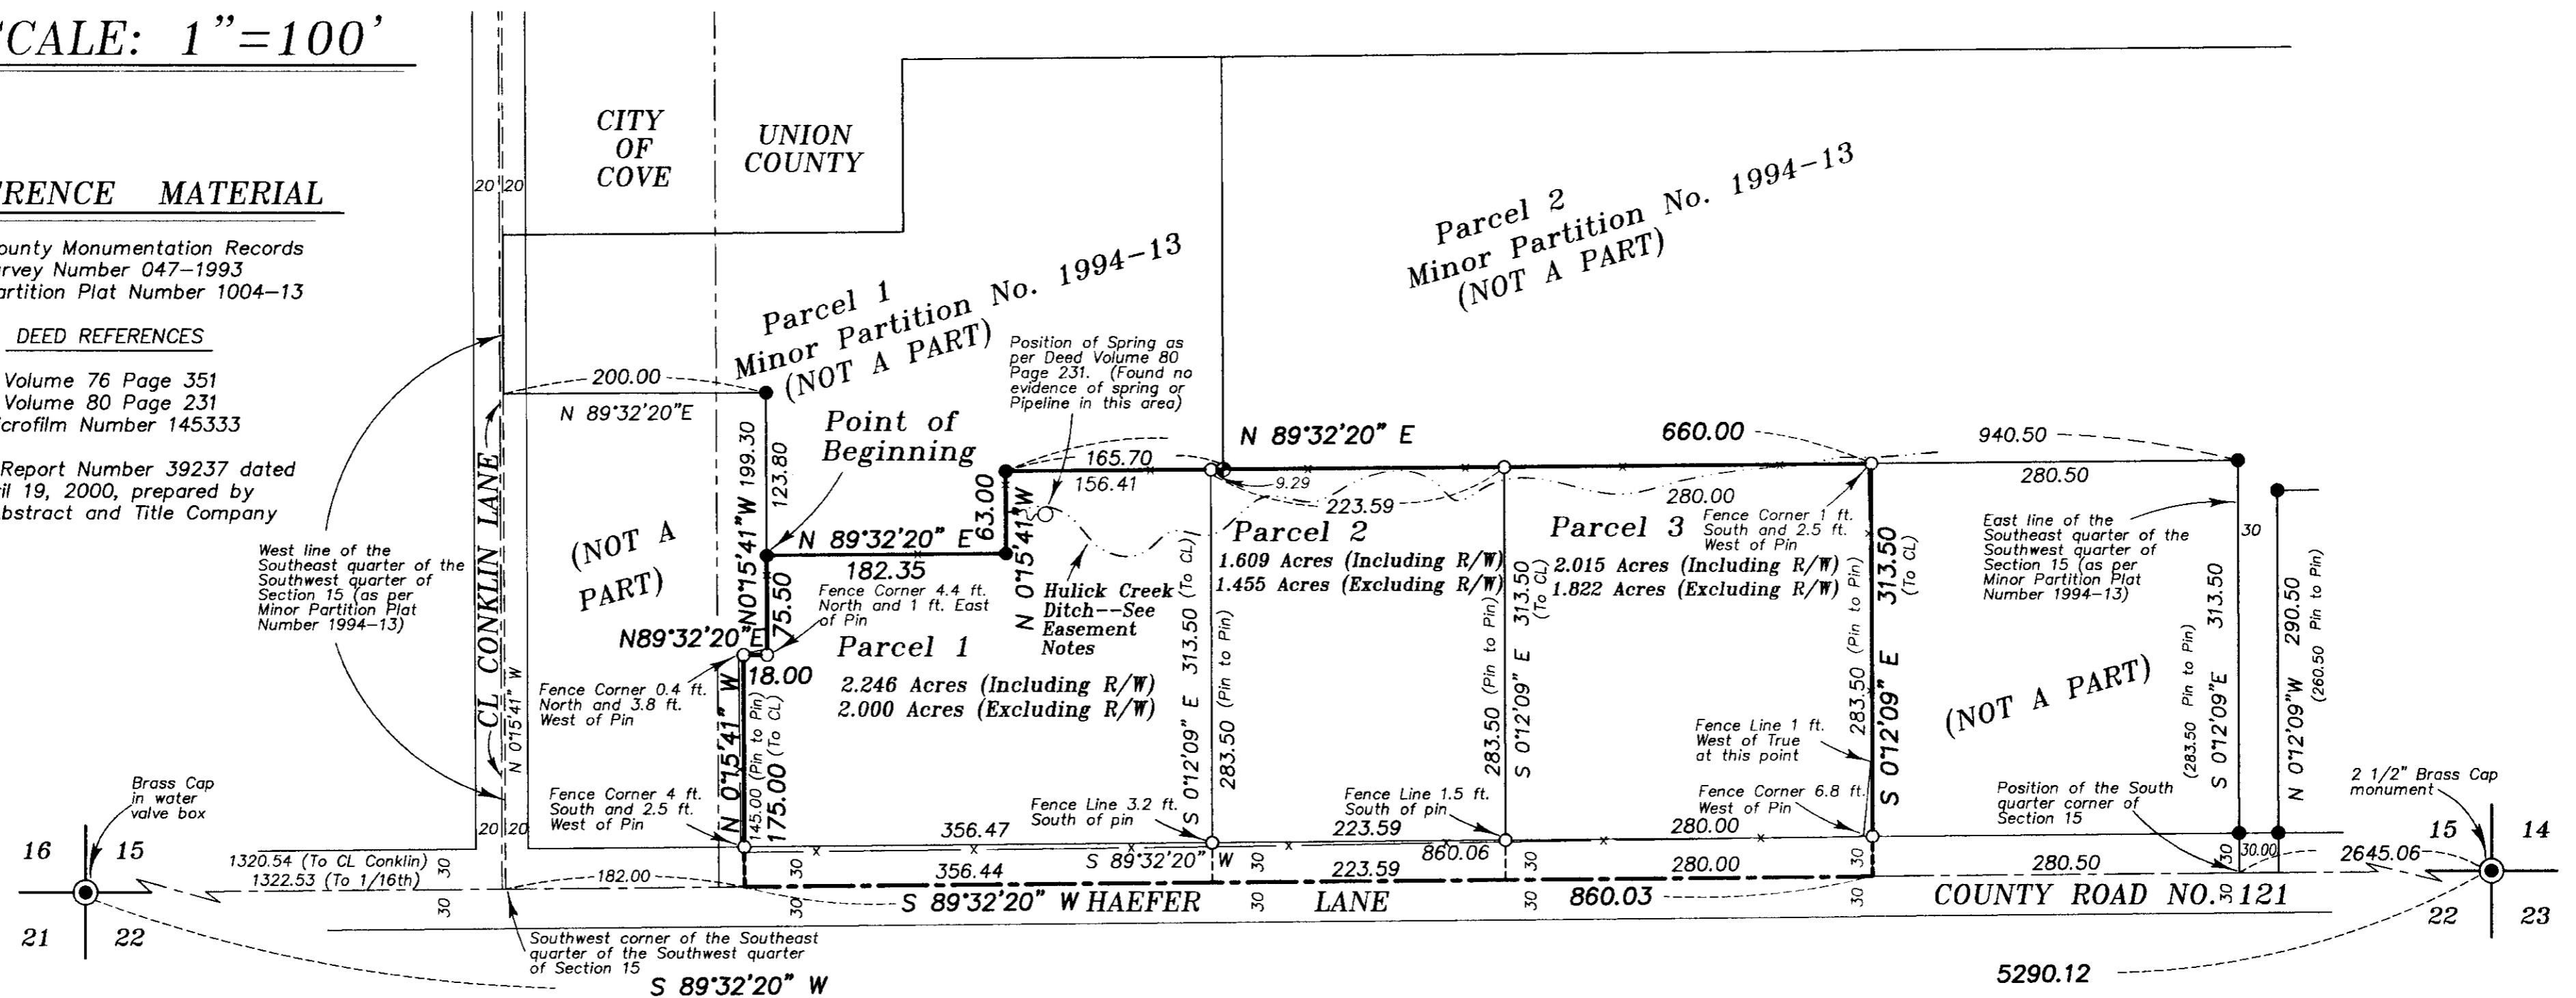 SCALE: 1"=100'
RENCE MATERIAL
ounty Monumentation Records
rvey Number 047-1993
artition Plat Number 1004-13
DEED REFERENCES
Volume 76 Page 351
Volume 80 Page 231
crofilm Number 145333
Report Number 39237 dated
il 19, 2000, prepared by
bstract and Title Company
CITY
OF
COVE
UNION
COUNTY
20 20
Parcel 1
Minor Partition No. 1994-13
(NOT A PART)
Parcel 2
Minor Partition No. 1994-13
(NOT A PART)
Position of Spring as
per Deed Volume 80
Page 231. (Found no
evidence of spring or
Pipeline in this area)
200.00
N 89°32'20"E
N 0°15'41"W 199.30
123.80
Point of
Beginning
165.70
156.41
N 89°32'20" E
660.00
940.50
280.50
9.29
223.59
280.00
63.00
N 0°15'41"W
N 89°32'20" E
182.35
75.50
Fence Corner 4.4 ft.
North and 1 ft. East
of Pin
N89°32'20"E
18.00
(NOT A
PART)
West line of the
Southeast quarter of the
Southwest quarter of
Section 15 (as per
Minor Partition Plat
Number 1994-13)
CL CONKLIN LANE
N 0°15'41" W
Hulick Creek
Ditch--See
Easement
Notes
Parcel 1
2.246 Acres (Including R/W)
2.000 Acres (Excluding R/W)
Parcel 2
1.609 Acres (Including R/W)
1.455 Acres (Excluding R/W)
Parcel 3
2.015 Acres (Including R/W)
1.822 Acres (Excluding R/W)
Fence Corner 1 ft.
South and 2.5 ft.
West of Pin
East line of the
Southeast quarter of the
Southwest quarter of
Section 15 (as per
Minor Partition Plat
Number 1994-13)
Fence Corner 0.4 ft.
North and 3.8 ft.
West of Pin
N 0°15'41" W
145.00 (Pin to Pin)
175.00 (To CL)
S 0°12'09" E 313.50 (To CL)
283.50 (Pin to Pin)
283.50 (Pin to Pin)
S 0°12'09" E 313.50
(To CL)
283.50 (Pin to Pin)
S 0°12'09" E 313.50
(To CL)
(NOT A PART)
(283.50 Pin to Pin)
S 0°12'09"E 313.50
30
N 0°12'09"W 290.50
(260.50 Pin to Pin)
Brass Cap
in water
valve box
Fence Corner 4 ft.
South and 2.5 ft.
West of Pin
Fence Line 3.2 ft.
South of pin
Fence Line 1.5 ft.
South of pin
Fence Line 1 ft.
West of True
at this point
Fence Corner 6.8 ft.
West of Pin
Position of the South
quarter corner of
Section 15
2 1/2" Brass Cap
monument
20 20
16 15
21 22
1320.54 (To CL Conklin)
1322.53 (To 1/16th)
30
30
182.00
356.47
S 89°32'20" W
356.44
30
30
30
223.59
860.06
223.59
30
30
280.00
280.00
30
30
280.50
30
30
30.00
2645.06
15 14
22 23
S 89°32'20" W
HAEFER LANE
860.03
COUNTY ROAD NO. 121
Southwest corner of the Southeast
quarter of the Southwest quarter
of Section 15
S 89°32'20" W
5290.12